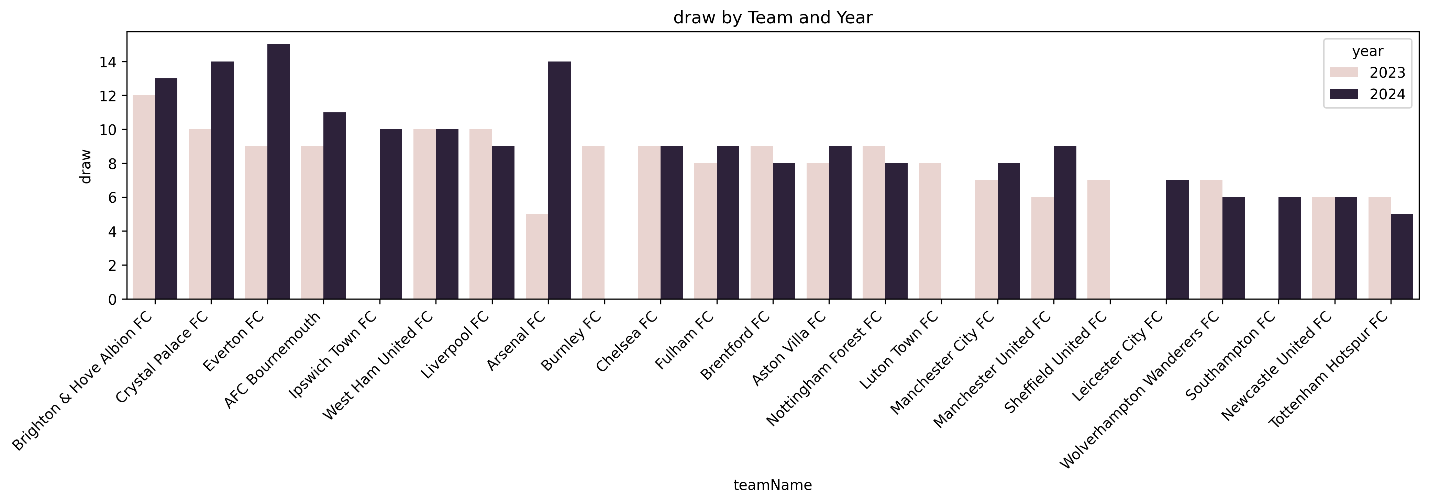 draw by Team and Year
draw
14
12
10
8
6
4
2
0
year
2023
2024
Brighton & Hove Albion FC
Crystal Palace FC
Everton FC
AFC Bournemouth
Ipswich Town FC
West Ham United FC
Liverpool FC
Arsenal FC
Burnley FC
Chelsea FC
Fulham FC
Brentford FC
Aston Villa FC
Nottingham Forest FC
Luton Town FC
Manchester City FC
Manchester United FC
Sheffield United FC
Leicester City FC
Wolverhampton Wanderers FC
Southampton FC
Newcastle United FC
Tottenham Hotspur FC
teamName